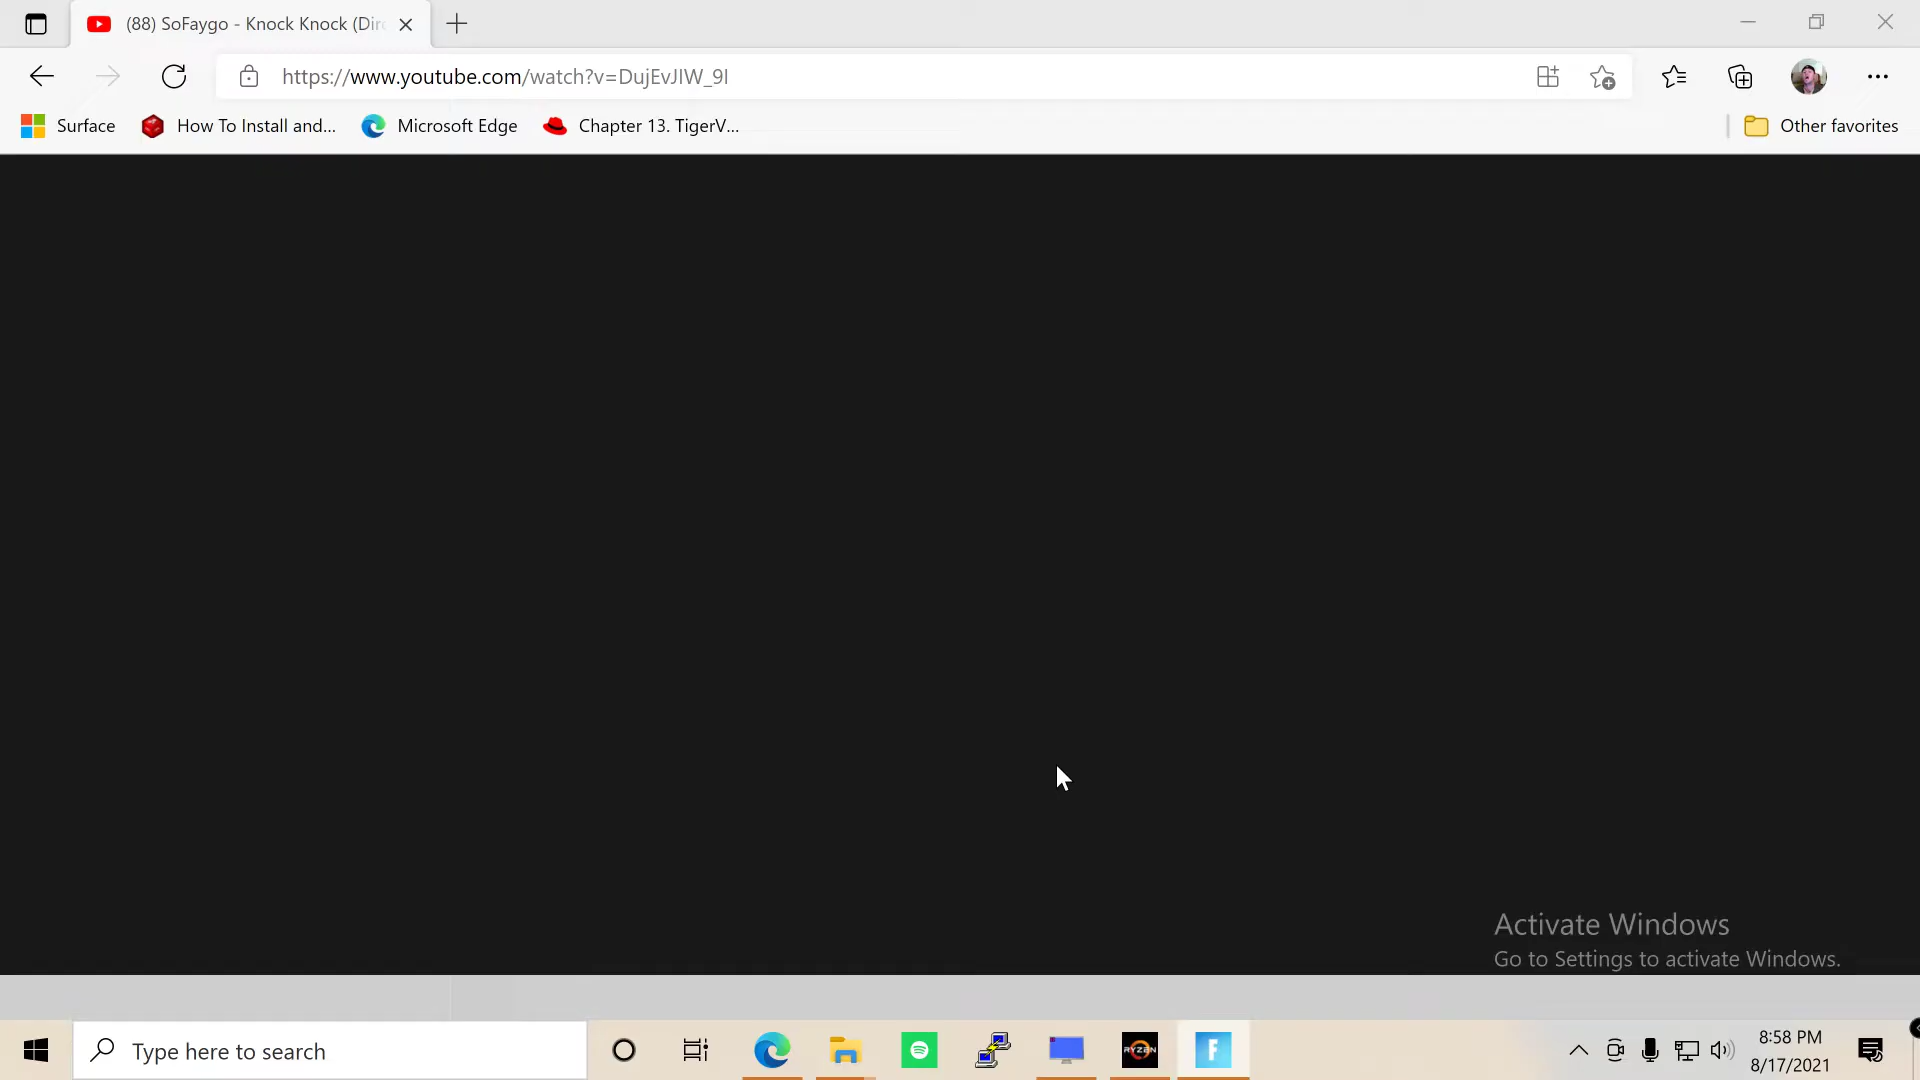 (88) SoFaygo - Knock Knock (Dire
https://www.youtube.com/watch?v=DujEvJIW_9I
Surface
How To Install and...
Microsoft Edge
Chapter 13. TigerV...
Other favorites
Activate Windows
Go to Settings to activate Windows.
Type here to search
RYZEN
F
8:58 PM
8/17/2021